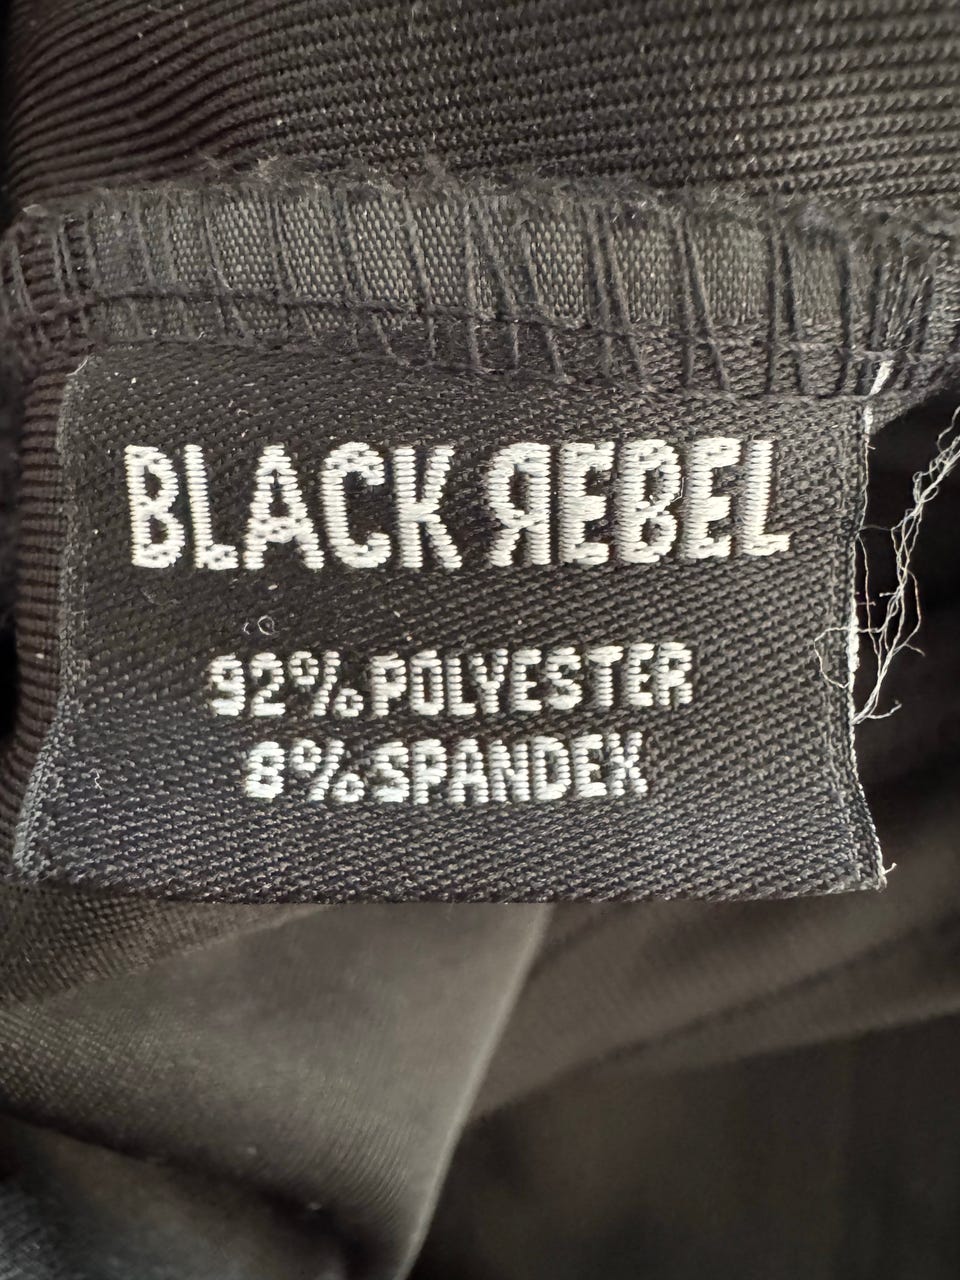 BLACK ЯEBEL
92%POLYESTER
8%SPANDEX